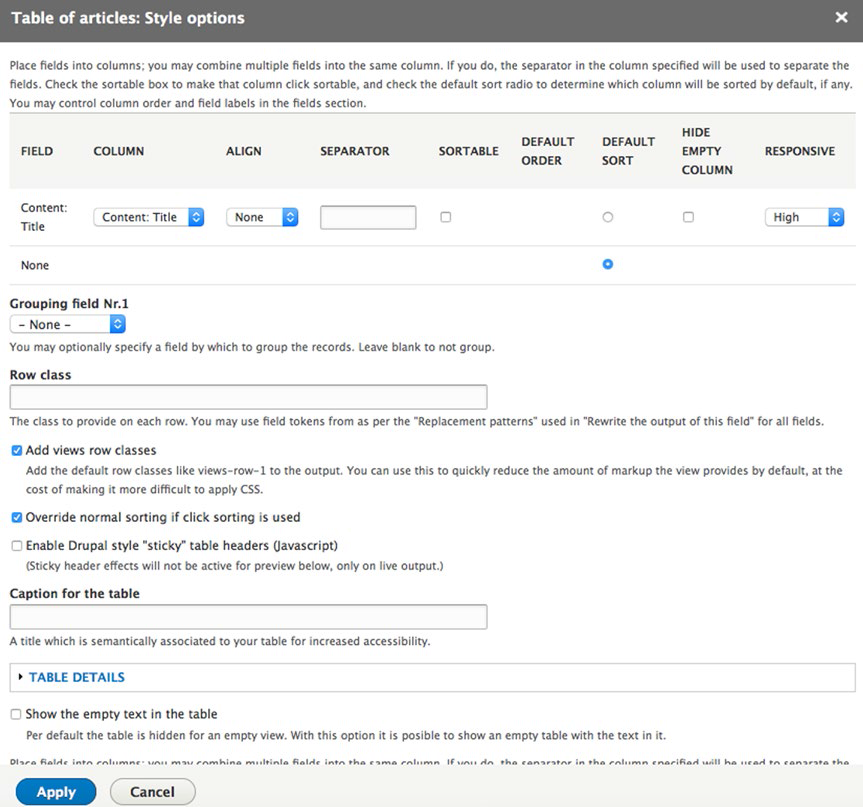 Table of articles: Style options
Place fields into columns; you may combine multiple fields into the same column. If you do, the separator in the column specified will be used to separate the
fields. Check the sortable box to make that column click sortable, and check the default sort radio to determine which column will be sorted by default, if any.
You may control column order and field labels in the fields section.
FIELD COLUMN ALIGN SEPARATOR SORTABLE DEFAULT ORDER DEFAULT SORT HIDE EMPTY COLUMN RESPONSIVE
Content: Title Content: Title None High
None
Grouping field Nr.1
- None -
You may optionally specify a field by which to group the records. Leave blank to not group.
Row class
The class to provide on each row. You may use field tokens from as per the "Replacement patterns" used in "Rewrite the output of this field" for all fields.
Add views row classes
Add the default row classes like views-row-1 to the output. You can use this to quickly reduce the amount of markup the view provides by default, at the
cost of making it more difficult to apply CSS.
Override normal sorting if click sorting is used
Enable Drupal style "sticky" table headers (Javascript)
(Sticky header effects will not be active for preview below, only on live output.)
Caption for the table
A title which is semantically associated to your table for increased accessibility.
TABLE DETAILS
Show the empty text in the table
Per default the table is hidden for an empty view. With this option it is posible to show an empty table with the text in it.
Place fields into columns; you may combine multiple fields into the same column. If you do, the separator in the column specified will be used to separate the
Apply Cancel